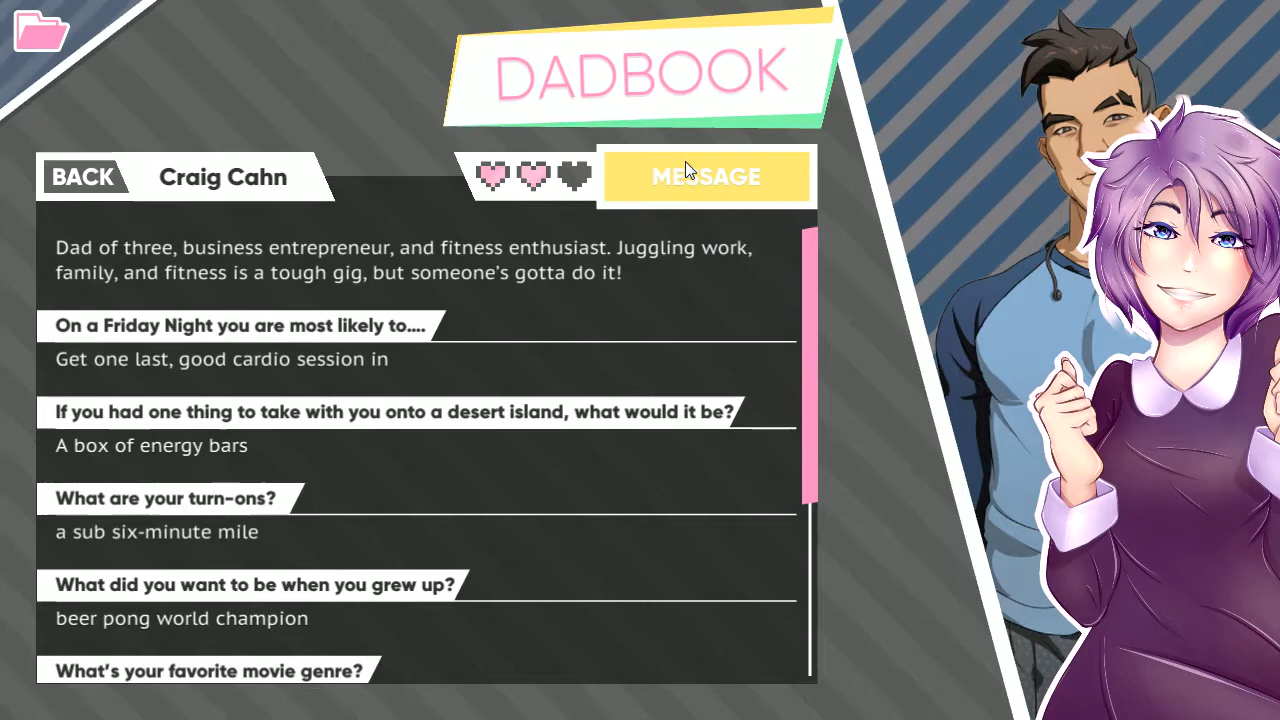 DADBOOK
BACK
Craig Cahn
MESSAGE
Dad of three, business entrepreneur, and fitness enthusiast. Juggling work,
family, and fitness is a tough gig, but someone's gotta do it!
On a Friday Night you are most likely to....
Get one last, good cardio session in
If you had one thing to take with you onto a desert island, what would it be?
A box of energy bars
What are your turn-ons?
a sub six-minute mile
What did you want to be when you grew up?
beer pong world champion
What's your favorite movie genre?